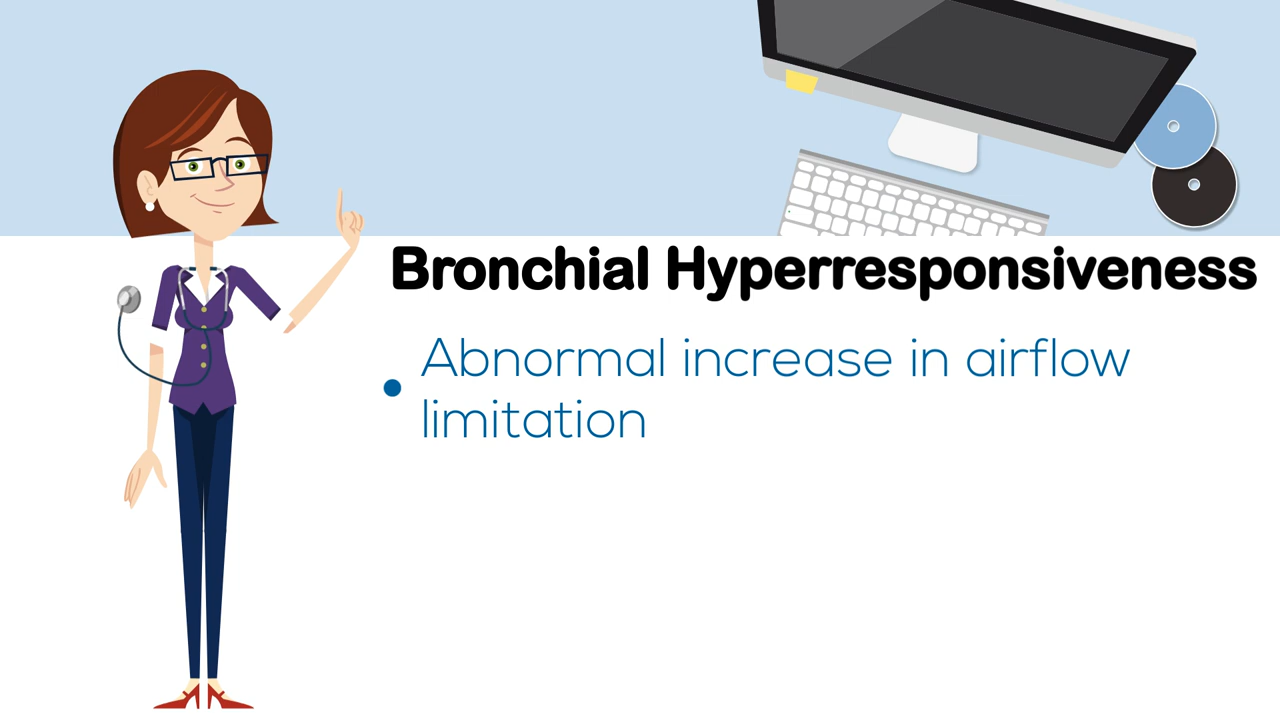 Bronchial Hyperresponsiveness
• Abnormal increase in airflow
limitation